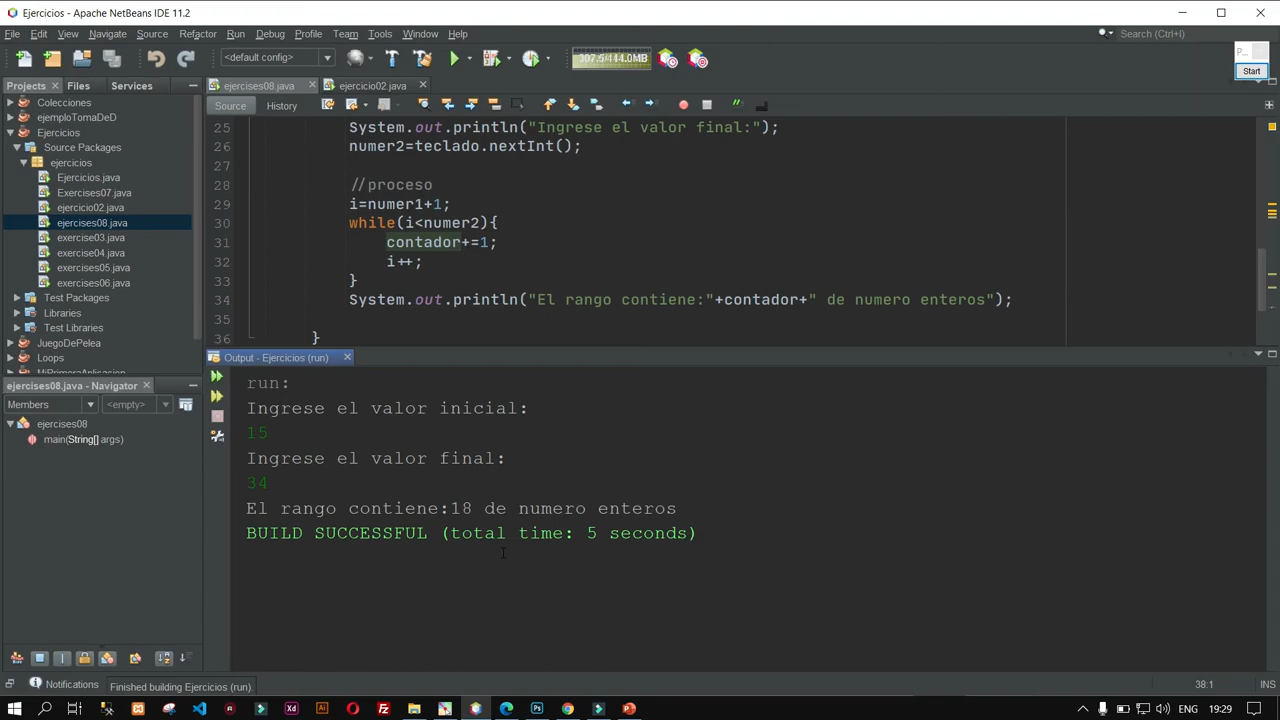 Ejercicios - Apache NetBeans IDE 11.2
File Edit View Navigate Source Refactor Run Debug Profile Team Tools Window Help
Search (Ctrl+I)
<default config>
307.5/444.0MB
P...
Start
Projects Files Services
ejercises08.java ejercicio02.java
Source History
Colecciones
ejemploTomaDeD
Ejercicios
Source Packages
ejercicios
Ejercicios.java
Exercises07.java
ejercicio02.java
ejercises08.java
exercise03.java
exercise04.java
exercises05.java
exercises06.java
Test Packages
Libraries
Test Libraries
JuegoDePelea
Loops
MiPrimeraAplicacion
25 System.out.println("Ingrese el valor final:");
26 numer2=teclado.nextInt();
27
28 //proceso
29 i=numer1+1;
30 while(i<numer2){
31 contador+=1;
32 i++;
33 }
34 System.out.println("El rango contiene:"+contador+" de numero enteros");
35
36 }
ejercises08.java - Navigator
Members <empty>
ejercises08
main(String[] args)
Output - Ejercicios (run)
run:
Ingrese el valor inicial:
15
Ingrese el valor final:
34
El rango contiene:18 de numero enteros
BUILD SUCCESSFUL (total time: 5 seconds)
Notifications Finished building Ejercicios (run).
38:1 INS
ENG 19:29